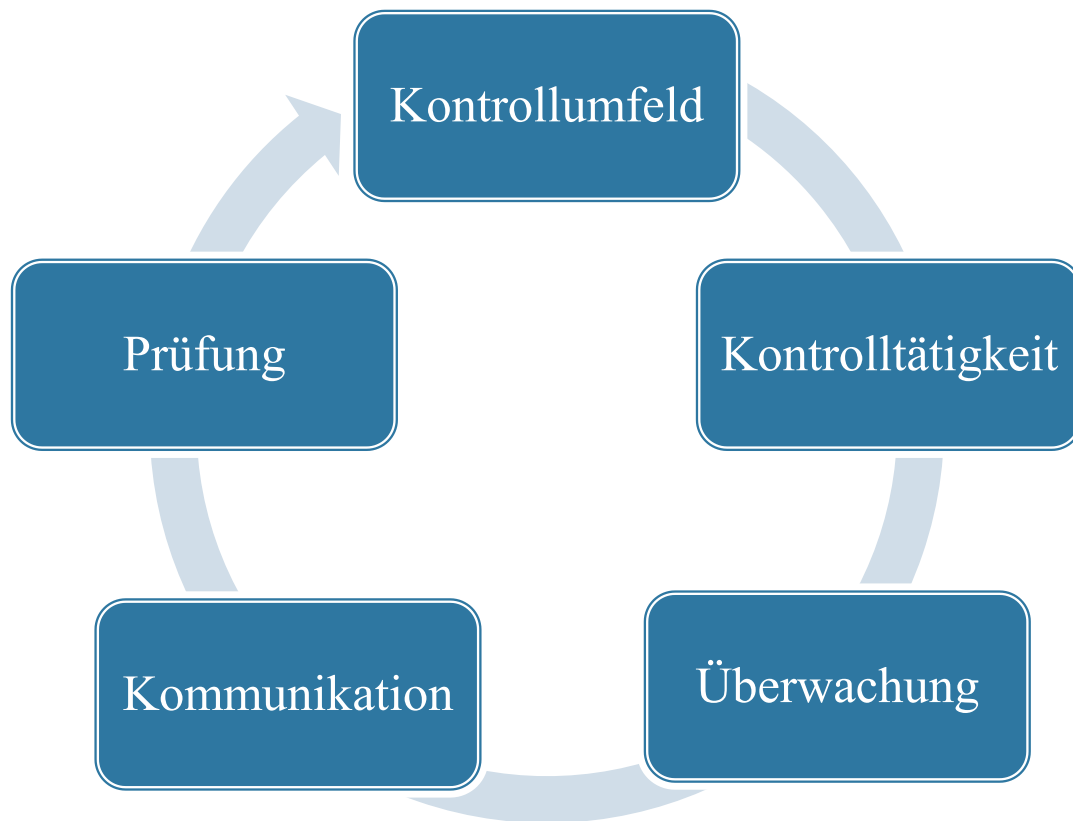 Kontrollumfeld
Kontrolltätigkeit
Überwachung
Kommunikation
Prüfung